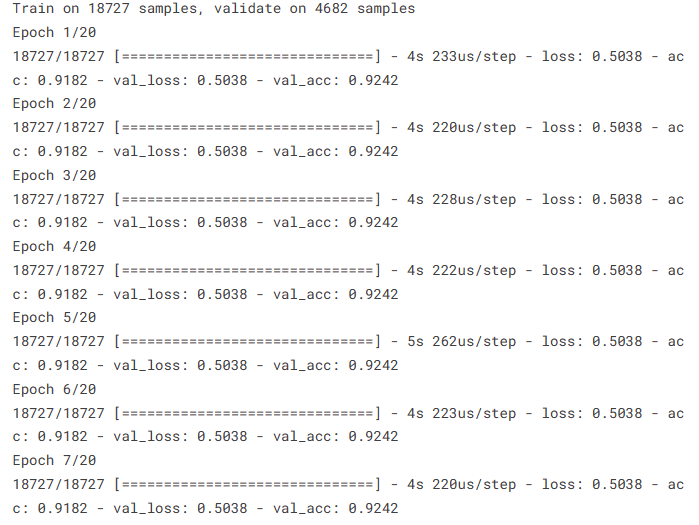 Train on 18727 samples, validate on 4682 samples
Epoch 1/20
18727/18727 [==============================] - 4s 233us/step - loss: 0.5038 - ac
c: 0.9182 - val_loss: 0.5038 - val_acc: 0.9242
Epoch 2/20
18727/18727 [==============================] - 4s 220us/step - loss: 0.5038 - ac
c: 0.9182 - val_loss: 0.5038 - val_acc: 0.9242
Epoch 3/20
18727/18727 [==============================] - 4s 228us/step - loss: 0.5038 - ac
c: 0.9182 - val_loss: 0.5038 - val_acc: 0.9242
Epoch 4/20
18727/18727 [==============================] - 4s 222us/step - loss: 0.5038 - ac
c: 0.9182 - val_loss: 0.5038 - val_acc: 0.9242
Epoch 5/20
18727/18727 [==============================] - 5s 262us/step - loss: 0.5038 - ac
c: 0.9182 - val_loss: 0.5038 - val_acc: 0.9242
Epoch 6/20
18727/18727 [==============================] - 4s 223us/step - loss: 0.5038 - ac
c: 0.9182 - val_loss: 0.5038 - val_acc: 0.9242
Epoch 7/20
18727/18727 [==============================] - 4s 220us/step - loss: 0.5038 - ac
c: 0.9182 - val_loss: 0.5038 - val_acc: 0.9242